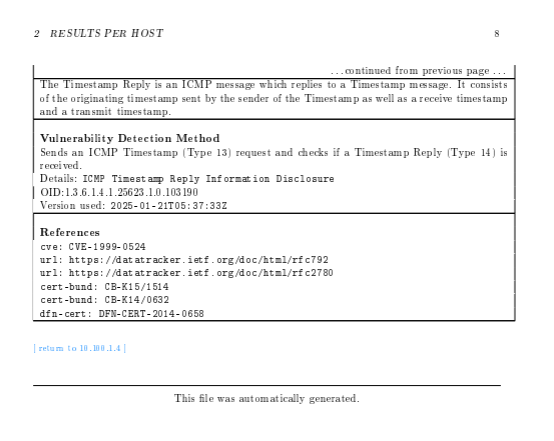 2 RESULTS PER HOST 8
...continued from previous page ...
The Timestamp Reply is an ICMP message which replies to a Timestamp message. It consists
of the originating timestamp sent by the sender of the Timestamp as well as a receive timestamp
and a transmit timestamp.
Vulnerability Detection Method
Sends an ICMP Timestamp (Type 13) request and checks if a Timestamp Reply (Type 14) is
received.
Details: ICMP Timestamp Reply Information Disclosure
OID:1.3.6.1.4.1.25623.1.0.103190
Version used: 2025-01-21T05:37:33Z
References
cve: CVE-1999-0524
url: https://datatracker.ietf.org/doc/html/rfc792
url: https://datatracker.ietf.org/doc/html/rfc2780
cert-bund: CB-K15/1514
cert-bund: CB-K14/0632
dfn-cert: DFN-CERT-2014-0658
[ return to 10.100.1.4 ]
This file was automatically generated.